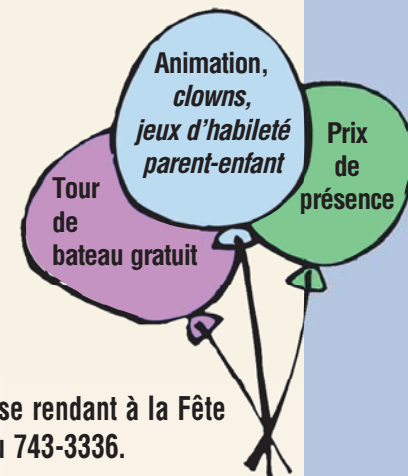 Animation,
clowns,
jeux d'habileté
parent-enfant
Prix
de
présence
Tour
de
bateau gratuit
se rendant à la Fête
u 743-3336.